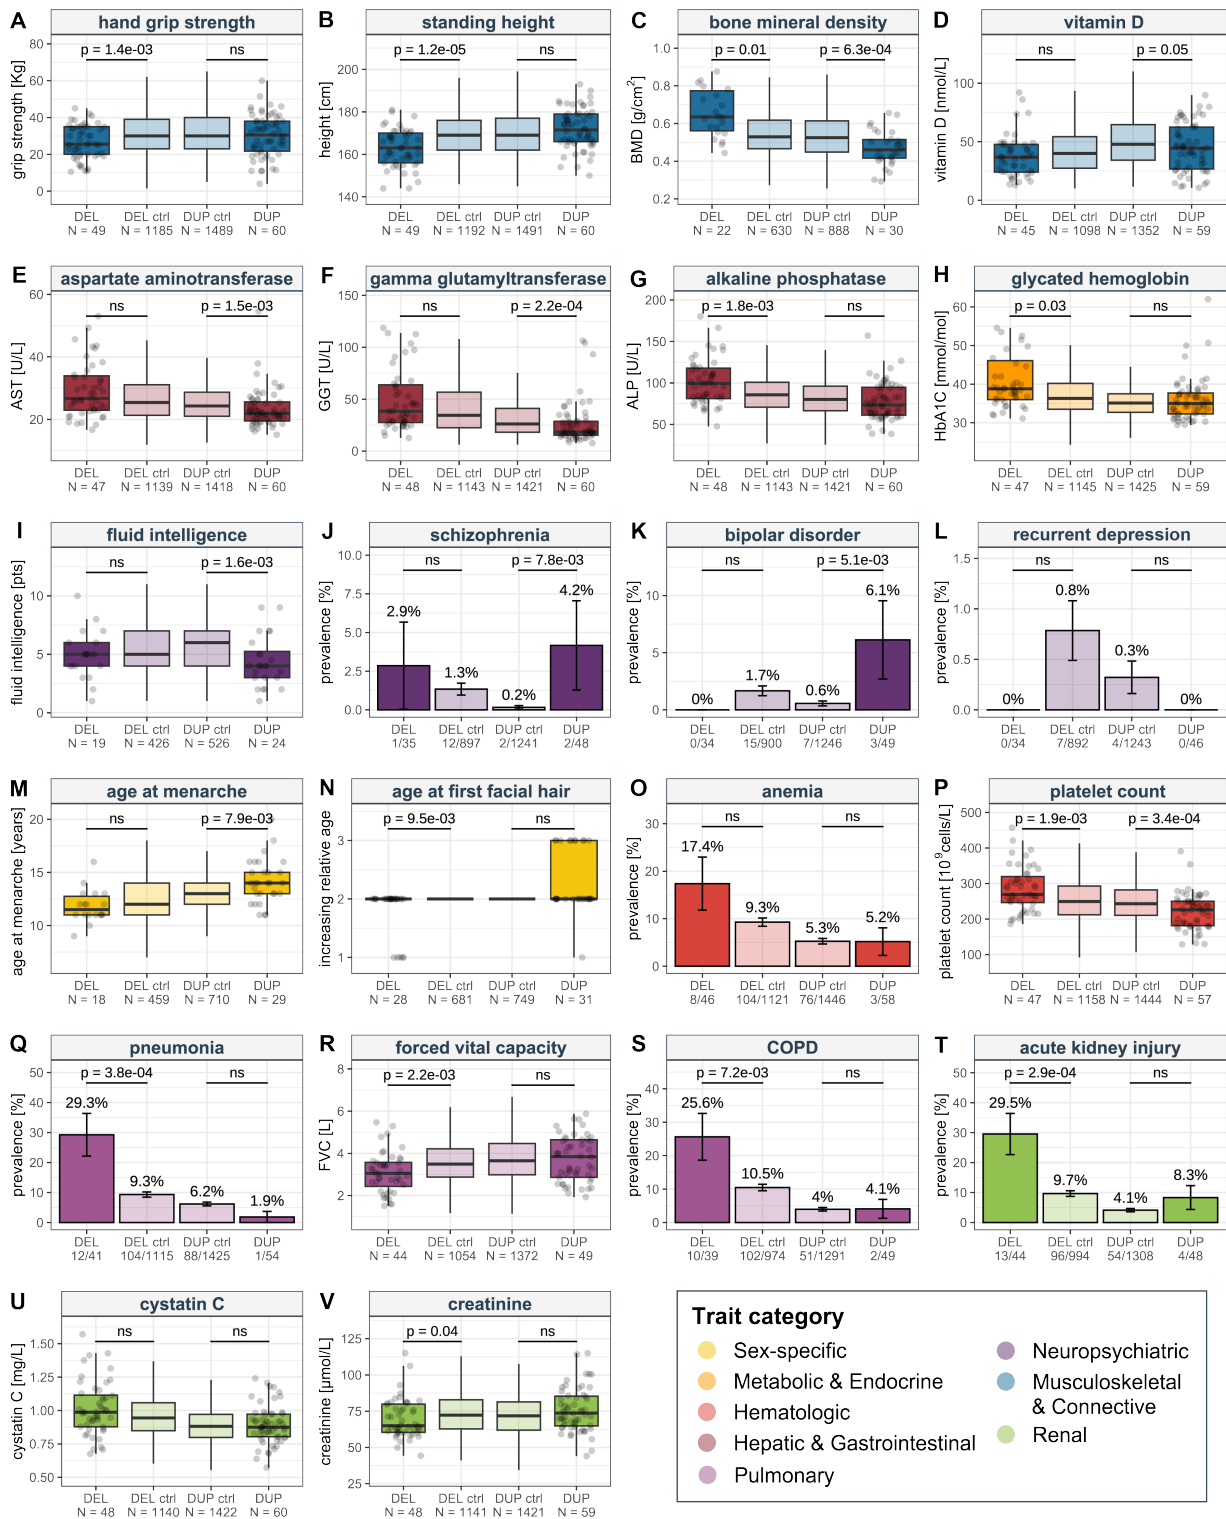 A hand grip strength
p = 1.4e-03 ns
grip strength [Kg]
80
60
40
20
0
DEL DEL ctrl DUP ctrl DUP
N = 49 N = 1185 N = 1489 N = 60
B standing height
p = 1.2e-05 ns
height [cm]
200
180
160
140
DEL DEL ctrl DUP ctrl DUP
N = 49 N = 1192 N = 1491 N = 60
C bone mineral density
p = 0.01 p = 6.3e-04
BMD [g/cm²]
1.0
0.8
0.6
0.4
0.2
DEL DEL ctrl DUP ctrl DUP
N = 22 N = 630 N = 888 N = 30
D vitamin D
ns p = 0.05
vitamin D [nmol/L]
100
50
0
DEL DEL ctrl DUP ctrl DUP
N = 45 N = 1098 N = 1352 N = 59
E aspartate aminotransferase
ns p = 1.5e-03
AST [U/L]
60
40
20
DEL DEL ctrl DUP ctrl DUP
N = 47 N = 1139 N = 1418 N = 60
F gamma glutamyltransferase
ns p = 2.2e-04
GGT [U/L]
150
100
50
0
DEL DEL ctrl DUP ctrl DUP
N = 48 N = 1143 N = 1421 N = 60
G alkaline phosphatase
p = 1.8e-03 ns
ALP [U/L]
200
150
100
50
DEL DEL ctrl DUP ctrl DUP
N = 48 N = 1143 N = 1421 N = 60
H glycated hemoglobin
p = 0.03 ns
HbA1C [mmol/mol]
60
50
40
30
DEL DEL ctrl DUP ctrl DUP
N = 47 N = 1145 N = 1425 N = 59
I fluid intelligence
ns p = 1.6e-03
fluid intelligence [pts]
10
5
0
DEL DEL ctrl DUP ctrl DUP
N = 19 N = 426 N = 526 N = 24
J schizophrenia
ns p = 7.8e-03
prevalence [%]
10.0
7.5
5.0
2.5
0.0
2.9% 1.3% 0.2% 4.2%
DEL DEL ctrl DUP ctrl DUP
1/35 12/897 2/1241 2/48
K bipolar disorder
ns p = 5.1e-03
prevalence [%]
10
8
6
4
2
0
0% 1.7% 0.6% 6.1%
DEL DEL ctrl DUP ctrl DUP
0/34 15/900 7/1246 3/49
L recurrent depression
ns ns
prevalence [%]
1.5
1.0
0.5
0.0
0% 0.8% 0.3% 0%
DEL DEL ctrl DUP ctrl DUP
0/34 7/892 4/1243 0/46
M age at menarche
ns p = 7.9e-03
age at menarche [years]
20
15
10
DEL DEL ctrl DUP ctrl DUP
N = 18 N = 459 N = 710 N = 29
N age at first facial hair
p = 9.5e-03 ns
increasing relative age
3
2
1
DEL DEL ctrl DUP ctrl DUP
N = 28 N = 681 N = 749 N = 31
O anemia
ns ns
prevalence [%]
30
20
10
0
17.4% 9.3% 5.3% 5.2%
DEL DEL ctrl DUP ctrl DUP
8/46 104/1121 76/1446 3/58
P platelet count
p = 1.9e-03 p = 3.4e-04
platelet count [10⁹cells/L]
500
400
300
200
100
DEL DEL ctrl DUP ctrl DUP
N = 47 N = 1158 N = 1444 N = 57
Q pneumonia
p = 3.8e-04 ns
prevalence [%]
50
40
30
20
10
0
29.3% 9.3% 6.2% 1.9%
DEL DEL ctrl DUP ctrl DUP
12/41 104/1115 88/1425 1/54
R forced vital capacity
p = 2.2e-03 ns
FVC [L]
8
6
4
2
DEL DEL ctrl DUP ctrl DUP
N = 44 N = 1054 N = 1372 N = 49
S COPD
p = 7.2e-03 ns
prevalence [%]
40
30
20
10
0
25.6% 10.5% 4% 4.1%
DEL DEL ctrl DUP ctrl DUP
10/39 102/974 51/1291 2/49
T acute kidney injury
p = 2.9e-04 ns
prevalence [%]
50
40
30
20
10
0
29.5% 9.7% 4.1% 8.3%
DEL DEL ctrl DUP ctrl DUP
13/44 96/994 54/1308 4/48
U cystatin C
ns ns
cystatin C [mg/L]
1.50
1.25
1.00
0.75
0.50
DEL DEL ctrl DUP ctrl DUP
N = 48 N = 1140 N = 1422 N = 60
V creatinine
p = 0.04 ns
creatinine [µmol/L]
125
100
75
50
25
DEL DEL ctrl DUP ctrl DUP
N = 48 N = 1141 N = 1421 N = 59
Trait category
Sex-specific
Metabolic & Endocrine
Hematologic
Hepatic & Gastrointestinal
Pulmonary
Neuropsychiatric
Musculoskeletal
& Connective
Renal